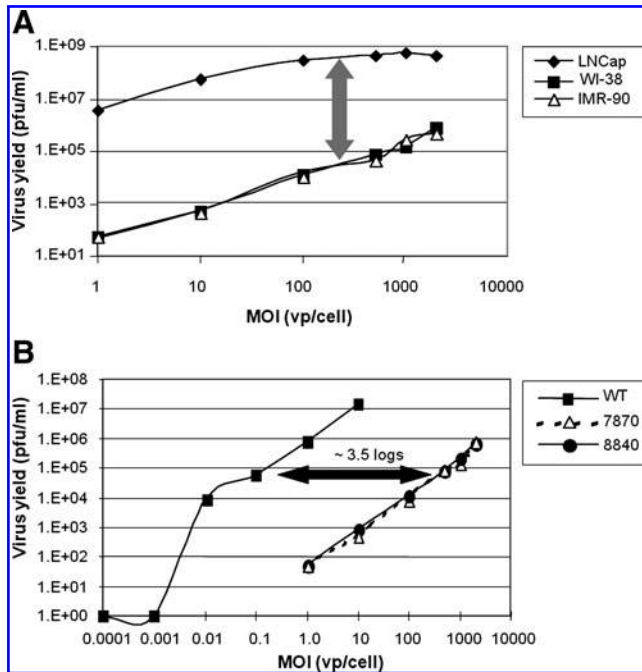 A
1.E+09
1.E+07
1.E+05
1.E+03
1.E+01
Virus yield (pfu/ml)
1 10 100 1000 10000
MOI (vp/cell)
LNCap
WI-38
IMR-90
B
1.E+08
1.E+07
1.E+06
1.E+05
1.E+04
1.E+03
1.E+02
1.E+01
1.E+00
Virus yield (pfu/ml)
~ 3.5 logs
0.0001 0.001 0.01 0.1 1.0 10 100 1000 10000
MOI (vp/cell)
WT
7870
8840